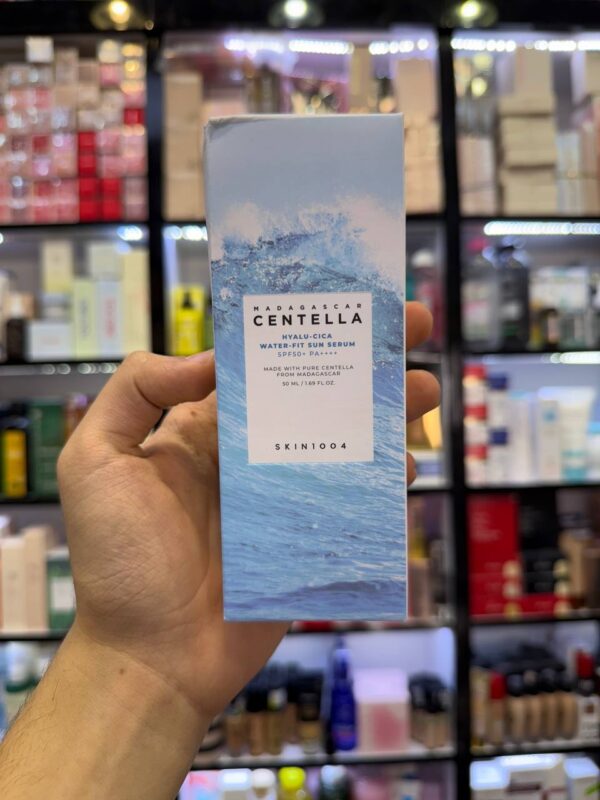 MADAGASCAR
CENTELLA
HYALU-CICA
WATER-FIT SUN SERUM
SPF50+ PA++++
MADE WITH PURE CENTELLA
FROM MADAGASCAR
50 ML / 1.69 FL.OZ.
SKIN1004